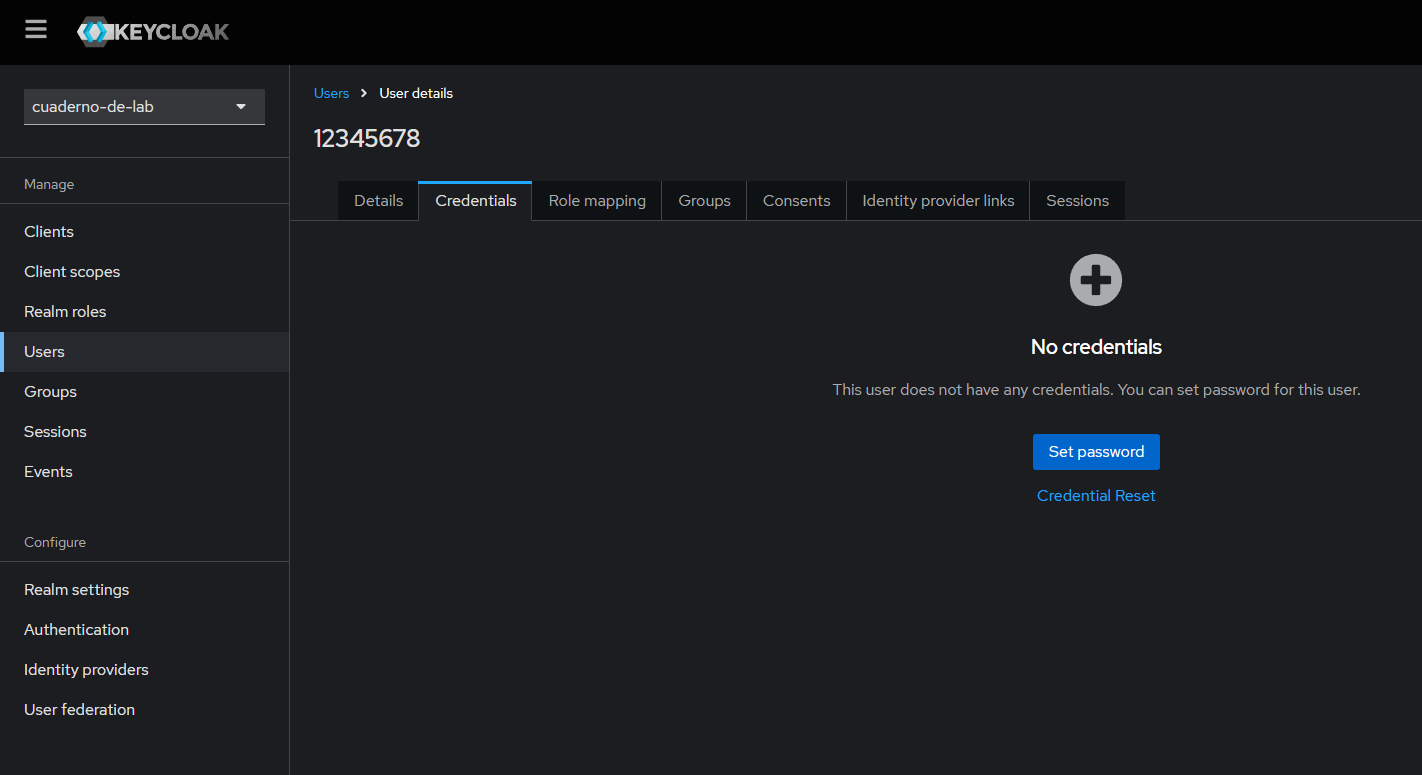 KEYCLOAK
cuaderno-de-lab
Manage
Clients
Client scopes
Realm roles
Users
Groups
Sessions
Events
Configure
Realm settings
Authentication
Identity providers
User federation
Users > User details
12345678
Details Credentials Role mapping Groups Consents Identity provider links Sessions
No credentials
This user does not have any credentials. You can set password for this user.
Set password
Credential Reset